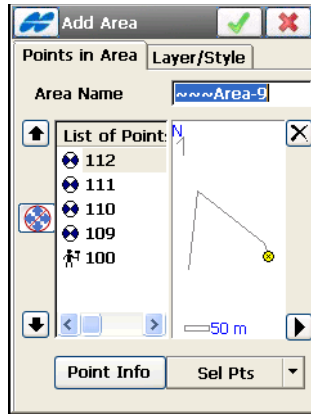 Add Area
Points in Area Layer/Style
Area Name ~~~Area-9
List of Point
N
112
111
110
109
100
50 m
Point Info Sel Pts